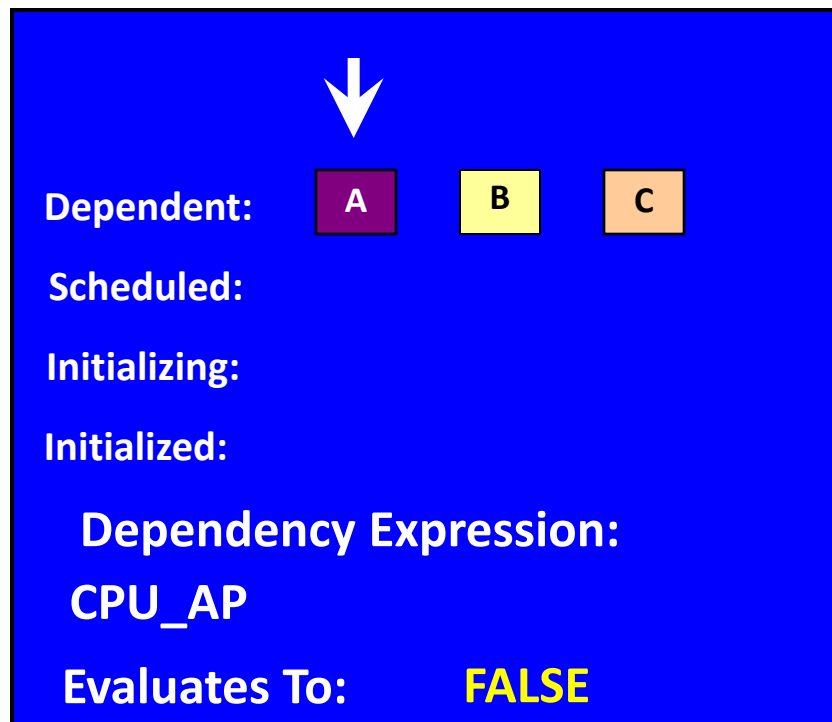 Dependent: A B C
Scheduled:
Initializing:
Initialized:
Dependency Expression:
CPU_AP
Evaluates To: FALSE